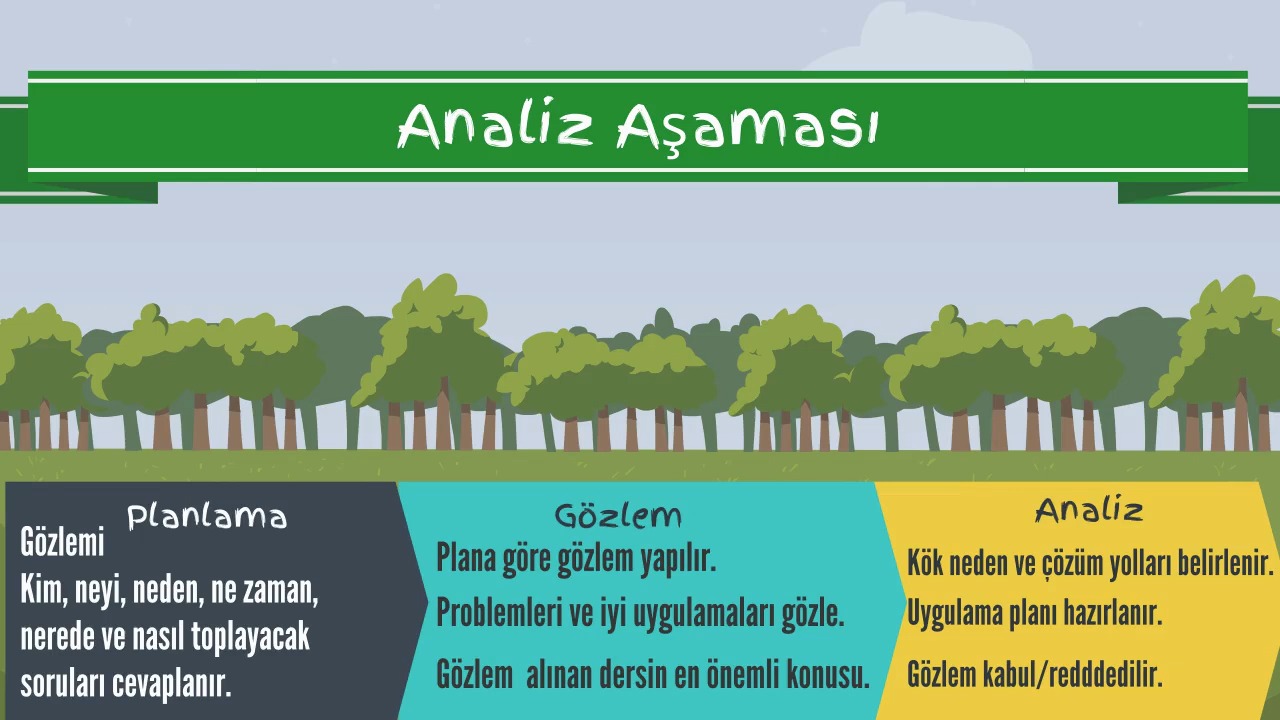 Analiz Aşaması
Planlama
Gözlemi
Kim, neyi, neden, ne zaman,
nerede ve nasıl toplayacak
soruları cevaplanır.
Gözlem
Plana göre gözlem yapılır.
Problemleri ve iyi uygulamaları gözle.
Gözlem alınan dersin en önemli konusu.
Analiz
Kök neden ve çözüm yolları belirlenir.
Uygulama planı hazırlanır.
Gözlem kabul/redddedilir.